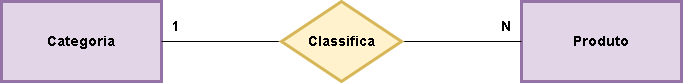 Categoria
1
Classifica
N
Produto